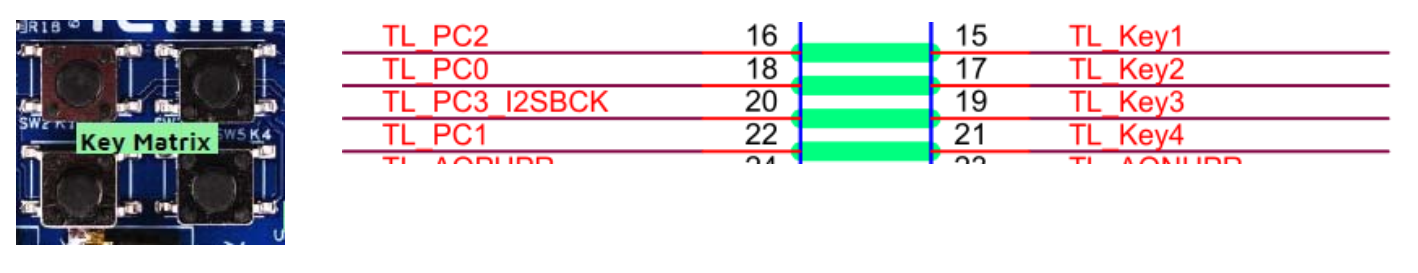 R1B
SW2 K1
SW5 K4
Key Matrix
TL_PC2 16 15 TL_Key1
TL_PC0 18 17 TL_Key2
TL_PC3_I2SBCK 20 19 TL_Key3
TL_PC1 22 21 TL_Key4